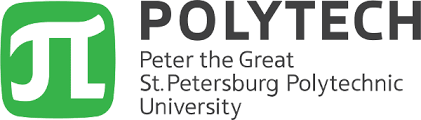 POLYTECH
Peter the Great
St.Petersburg Polytechnic
University